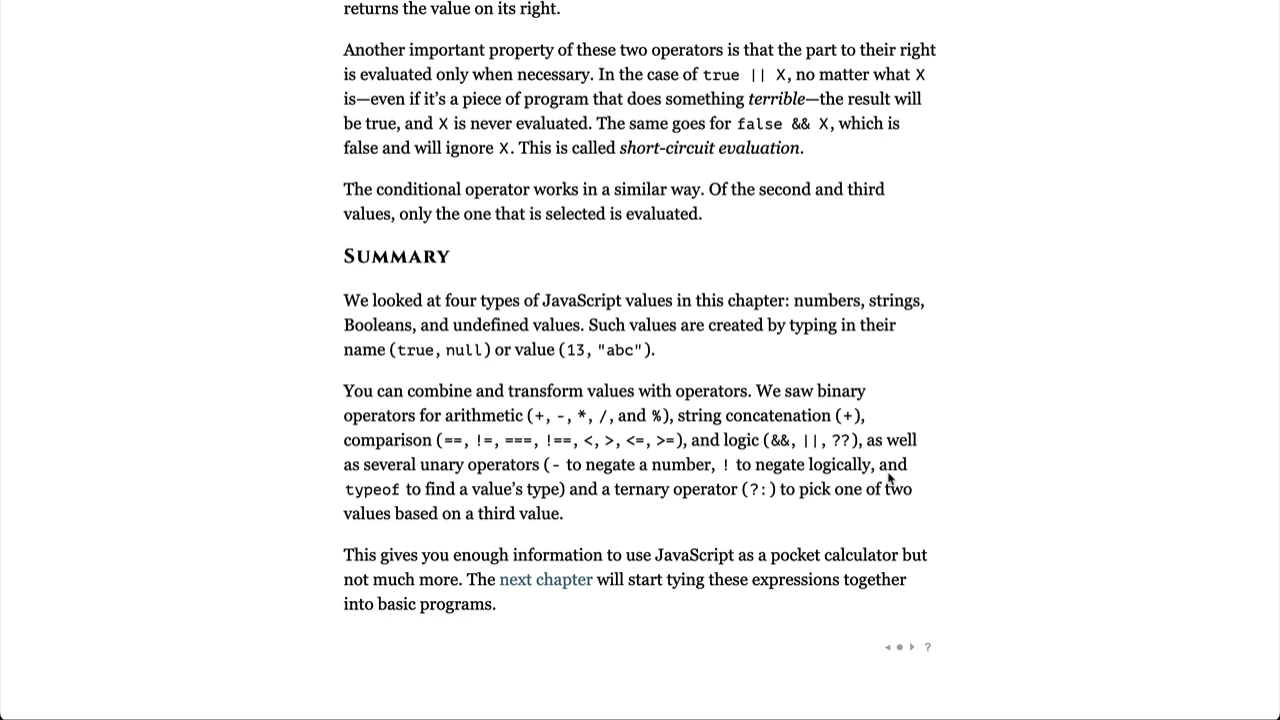 returns the value on its right.
Another important property of these two operators is that the part to their right
is evaluated only when necessary. In the case of true || X, no matter what X
is—even if it’s a piece of program that does something terrible—the result will
be true, and X is never evaluated. The same goes for false && X, which is
false and will ignore X. This is called short-circuit evaluation.
The conditional operator works in a similar way. Of the second and third
values, only the one that is selected is evaluated.
Summary
We looked at four types of JavaScript values in this chapter: numbers, strings,
Booleans, and undefined values. Such values are created by typing in their
name (true, null) or value (13, "abc").
You can combine and transform values with operators. We saw binary
operators for arithmetic (+, -, *, /, and %), string concatenation (+),
comparison (==, !=, ===, !==, <, >, <=, >=), and logic (&&, ||, ??), as well
as several unary operators (- to negate a number, ! to negate logically, and
typeof to find a value’s type) and a ternary operator (?:) to pick one of two
values based on a third value.
This gives you enough information to use JavaScript as a pocket calculator but
not much more. The next chapter will start tying these expressions together
into basic programs.
◂ ● ▸ ?